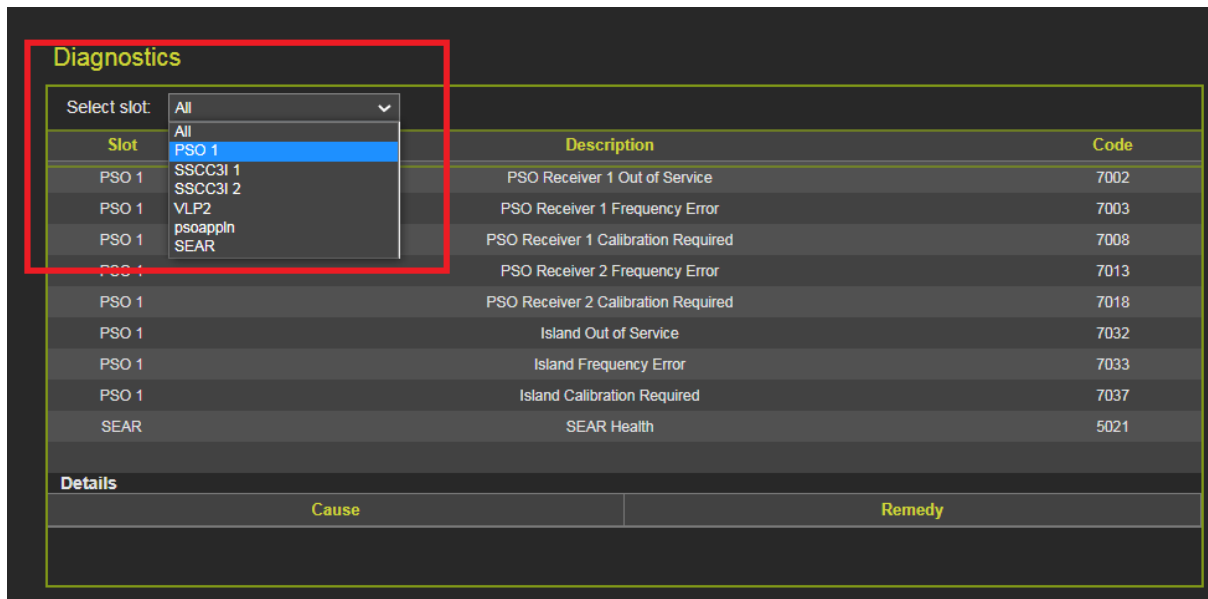 Diagnostics
Select slot: All
All
PSO 1
SSCC3I 1
SSCC3I 2
VLP2
psoappln
SEAR
Slot Description Code
PSO 1 PSO Receiver 1 Out of Service 7002
PSO 1 PSO Receiver 1 Frequency Error 7003
PSO 1 PSO Receiver 1 Calibration Required 7008
PSO 1 PSO Receiver 2 Frequency Error 7013
PSO 1 PSO Receiver 2 Calibration Required 7018
PSO 1 Island Out of Service 7032
PSO 1 Island Frequency Error 7033
PSO 1 Island Calibration Required 7037
SEAR SEAR Health 5021
Details
Cause Remedy